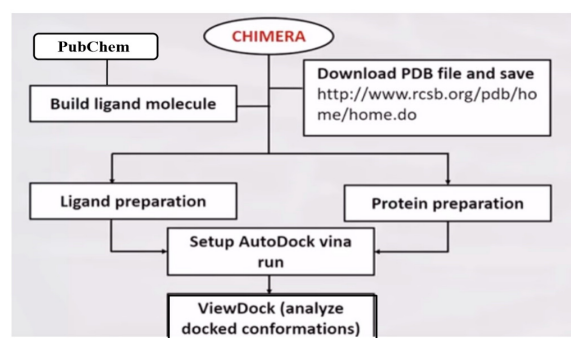 PubChem
CHIMERA
Build ligand molecule
Download PDB file and save
http://www.rcsb.org/pdb/ho
me/home.do
Ligand preparation
Protein preparation
Setup AutoDock vina
run
ViewDock (analyze
docked conformations)